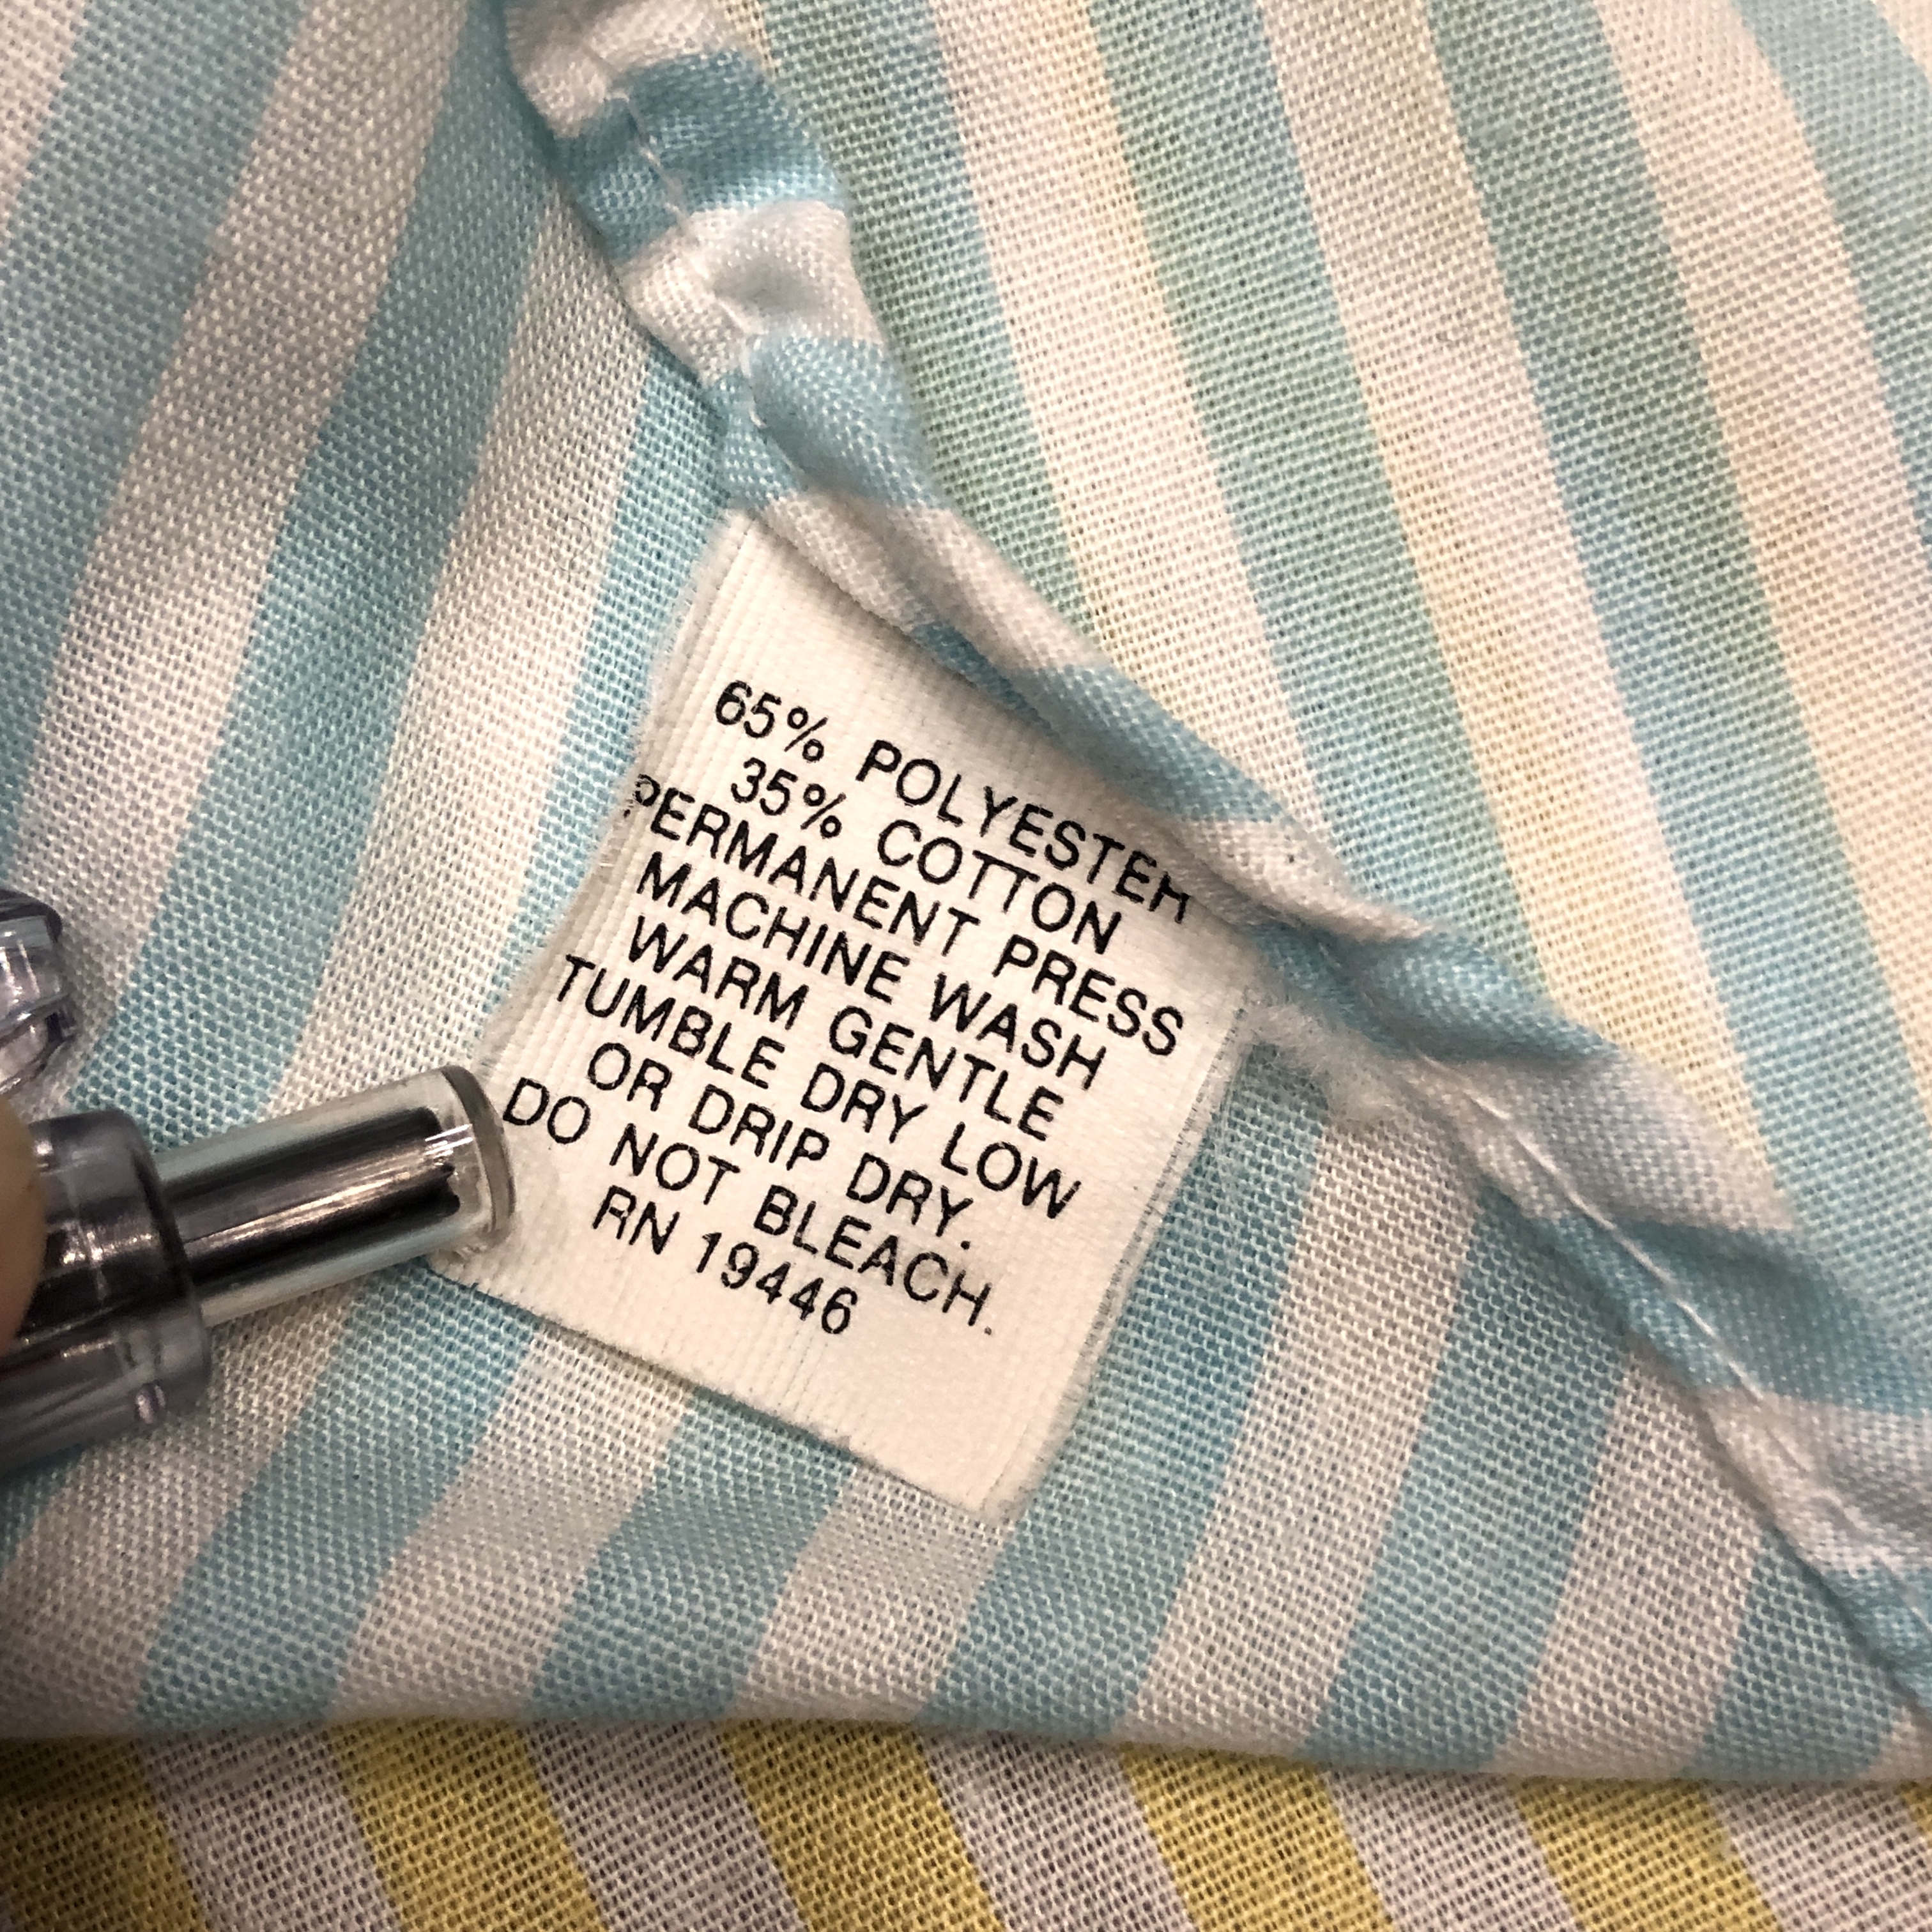 65% POLYESTER
35% COTTON
PERMANENT PRESS
MACHINE WASH
WARM GENTLE
TUMBLE DRY LOW
OR DRIP DRY.
DO NOT BLEACH.
RN 19446